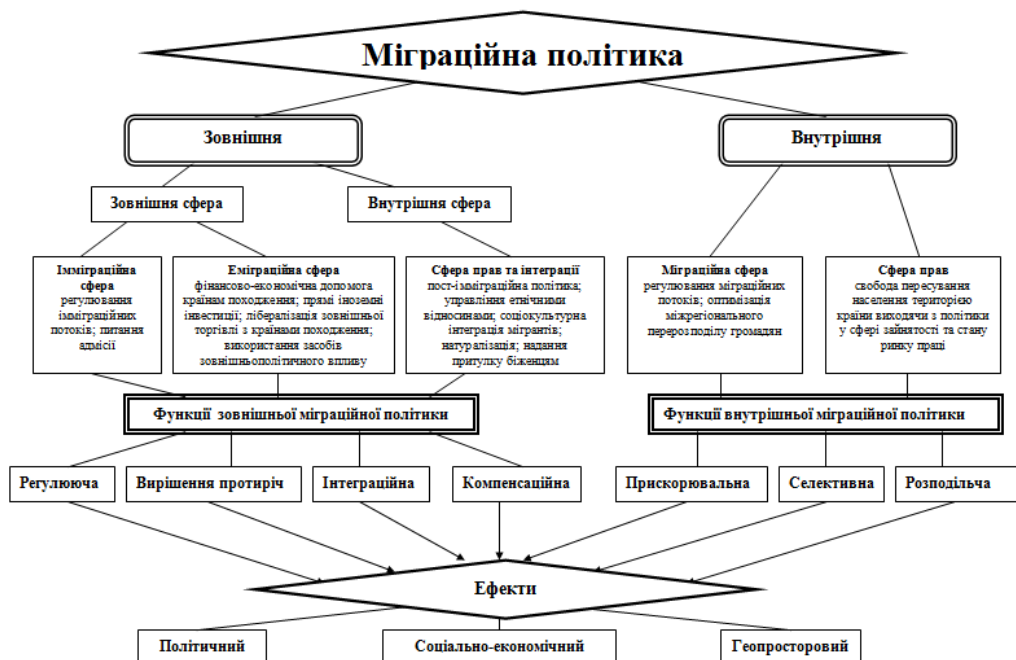 Міграційна політика
Зовнішня
Внутрішня
Зовнішня сфера
Внутрішня сфера
Імміграційна
сфера
регулювання
імміграційних
потоків; питання
адмісії
Еміграційна сфера
фінансово-економічна допомога
країнам походження; прямі іноземні
інвестиції; лібералізація зовнішньої
торгівлі з країнами походження;
використання засобів
зовнішньополітичного впливу
Сфера прав та інтеграції
пост-імміграційна політика;
управління етнічними
відносинами; соціокультурна
інтеграція мігрантів;
натуралізація; надання
притулку біженцям
Міграційна сфера
регулювання міграційних
потоків; оптимізація
міжрегіонального
перерозподілу громадян
Сфера прав
свобода пересування
населення територією
країни виходячи з політики
у сфері зайнятості та стану
ринку праці
Функції зовнішньої міграційної політики
Функції внутрішньої міграційної політики
Регулююча
Вирішення протиріч
Інтеграційна
Компенсаційна
Прискорювальна
Селективна
Розподільча
Ефекти
Політичний
Соціально-економічний
Геопросторовий